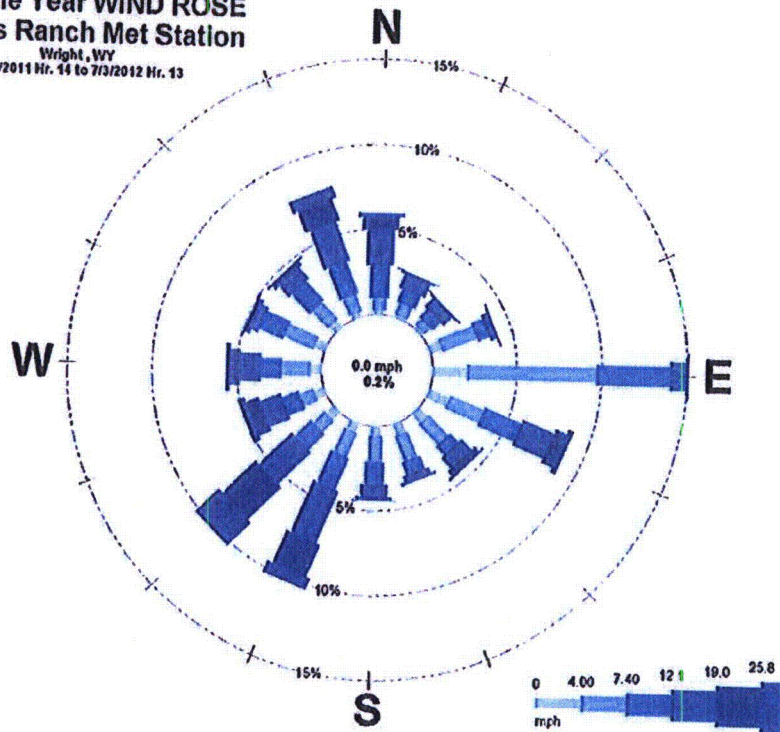 Year WIND ROSE
Ranch Met Station
Wright, WY
/2011 Hr. 14 to 7/3/2012 Hr. 13
N
15%
10%
5%
W
0.0 mph
0.2%
E
5%
10%
15%
S
0 4.00 7.40 19.0 25.8
mph